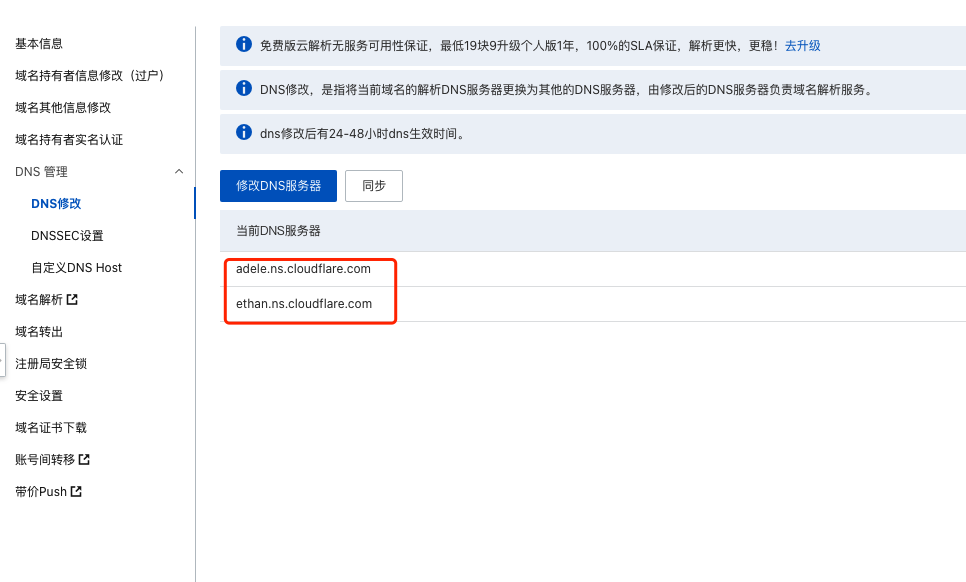 基本信息
域名持有者信息修改（过户）
域名其他信息修改
域名持有者实名认证
DNS 管理
DNS修改
DNSSEC设置
自定义DNS Host
域名解析
域名转出
注册局安全锁
安全设置
域名证书下载
账号间转移
带价Push
免费版云解析无服务可用性保证，最低19块9升级个人版1年，100%的SLA保证，解析更快，更稳！去升级
DNS修改，是指将当前域名的解析DNS服务器更换为其他的DNS服务器，由修改后的DNS服务器负责域名解析服务。
dns修改后有24-48小时dns生效时间。
修改DNS服务器
同步
当前DNS服务器
adele.ns.cloudflare.com
ethan.ns.cloudflare.com